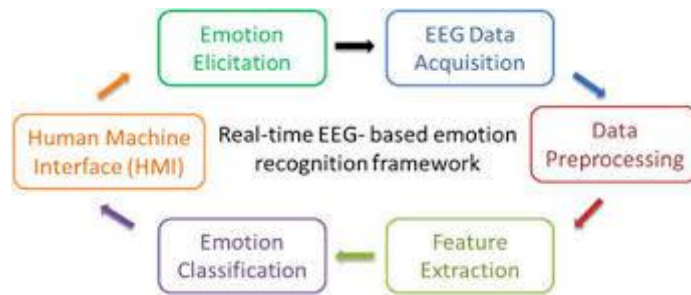 Emotion
Elicitation
EEG Data
Acquisition
Human Machine
Interface (HMI)
Real-time EEG- based emotion
recognition framework
Data
Preprocessing
Emotion
Classification
Feature
Extraction